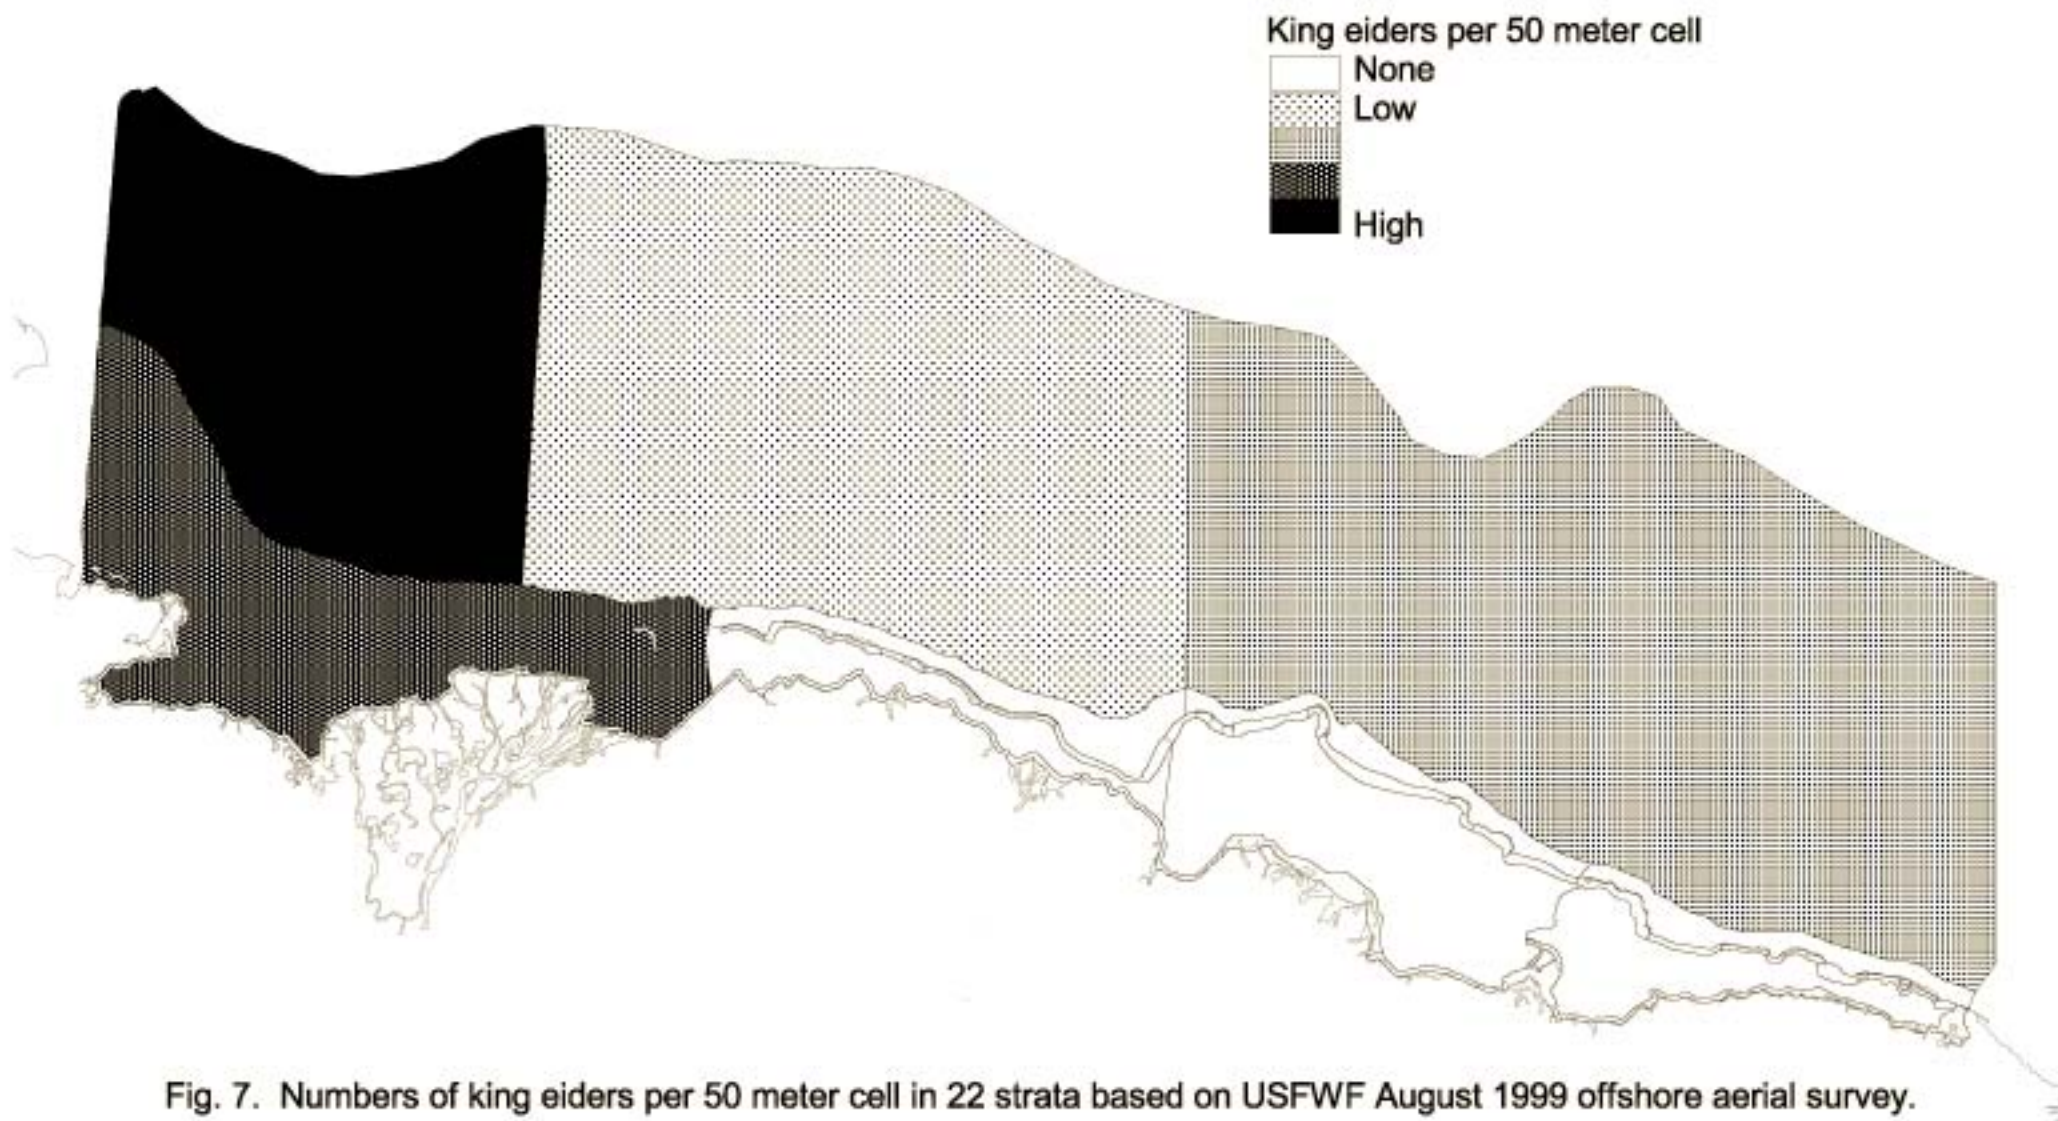 King eiders per 50 meter cell
None
Low
High
Fig. 7. Numbers of king eiders per 50 meter cell in 22 strata based on USFWF August 1999 offshore aerial survey.